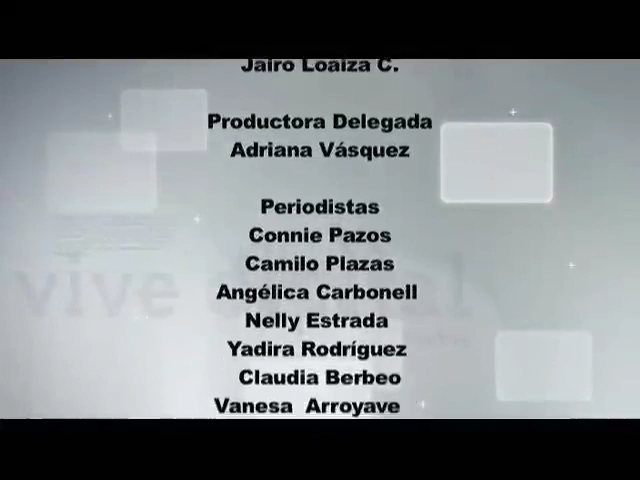 Jairo Loaiza C.
Productora Delegada
Adriana Vásquez
Periodistas
Connie Pazos
Camilo Plazas
Angélica Carbonell
Nelly Estrada
Yadira Rodríguez
Claudia Berbeo
Vanesa Arroyave
vive